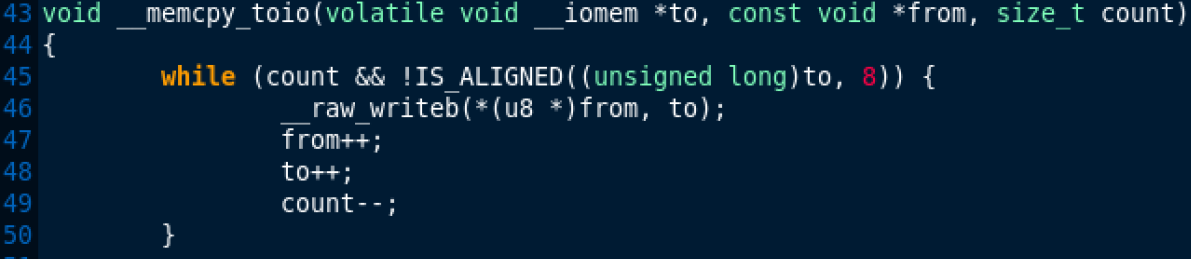 43 void __memcpy_toio(volatile void __iomem *to, const void *from, size_t count)
44 {
45         while (count && !IS_ALIGNED((unsigned long)to, 8)) {
46                 __raw_writeb(*(u8 *)from, to);
47                 from++;
48                 to++;
49                 count--;
50         }